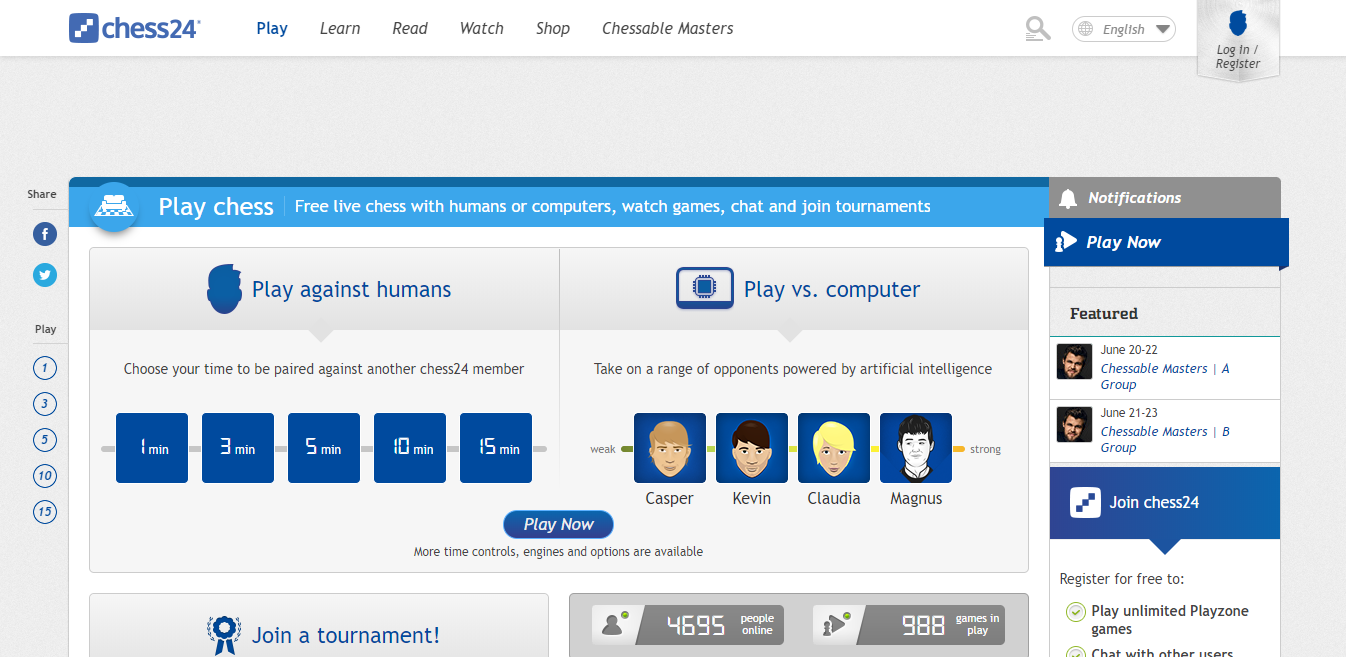 chess24
Play
Learn
Read
Watch
Shop
Chessable Masters
English
Log in /
Register
Share
Play
1
3
5
10
15
Play chess
Free live chess with humans or computers, watch games, chat and join tournaments
Play against humans
Choose your time to be paired against another chess24 member
1 min
3 min
5 min
10 min
15 min
Play vs. computer
Take on a range of opponents powered by artificial intelligence
weak
strong
Casper
Kevin
Claudia
Magnus
Play Now
More time controls, engines and options are available
Join a tournament!
4695
people
online
988
games in
play
Notifications
Play Now
Featured
June 20-22
Chessable Masters | A
Group
June 21-23
Chessable Masters | B
Group
Join chess24
Register for free to:
Play unlimited Playzone
games
Chat with other users